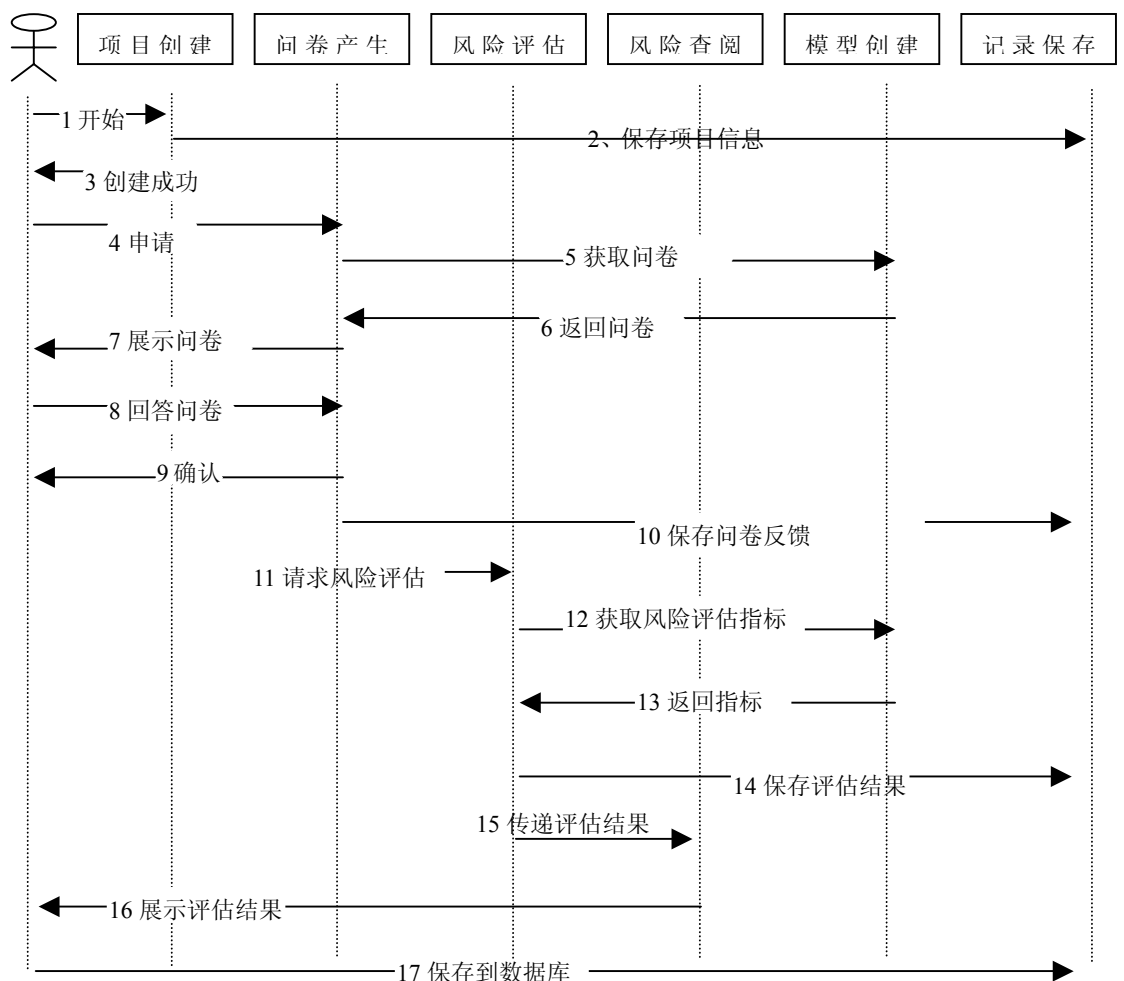 项目创建 问卷产生 风险评估 风险查阅 模型创建 记录保存
1 开始
2、保存项目信息
3 创建成功
4 申请
5 获取问卷
6 返回问卷
7 展示问卷
8 回答问卷
9 确认
10 保存问卷反馈
11 请求风险评估
12 获取风险评估指标
13 返回指标
14 保存评估结果
15 传递评估结果
16 展示评估结果
17 保存到数据库